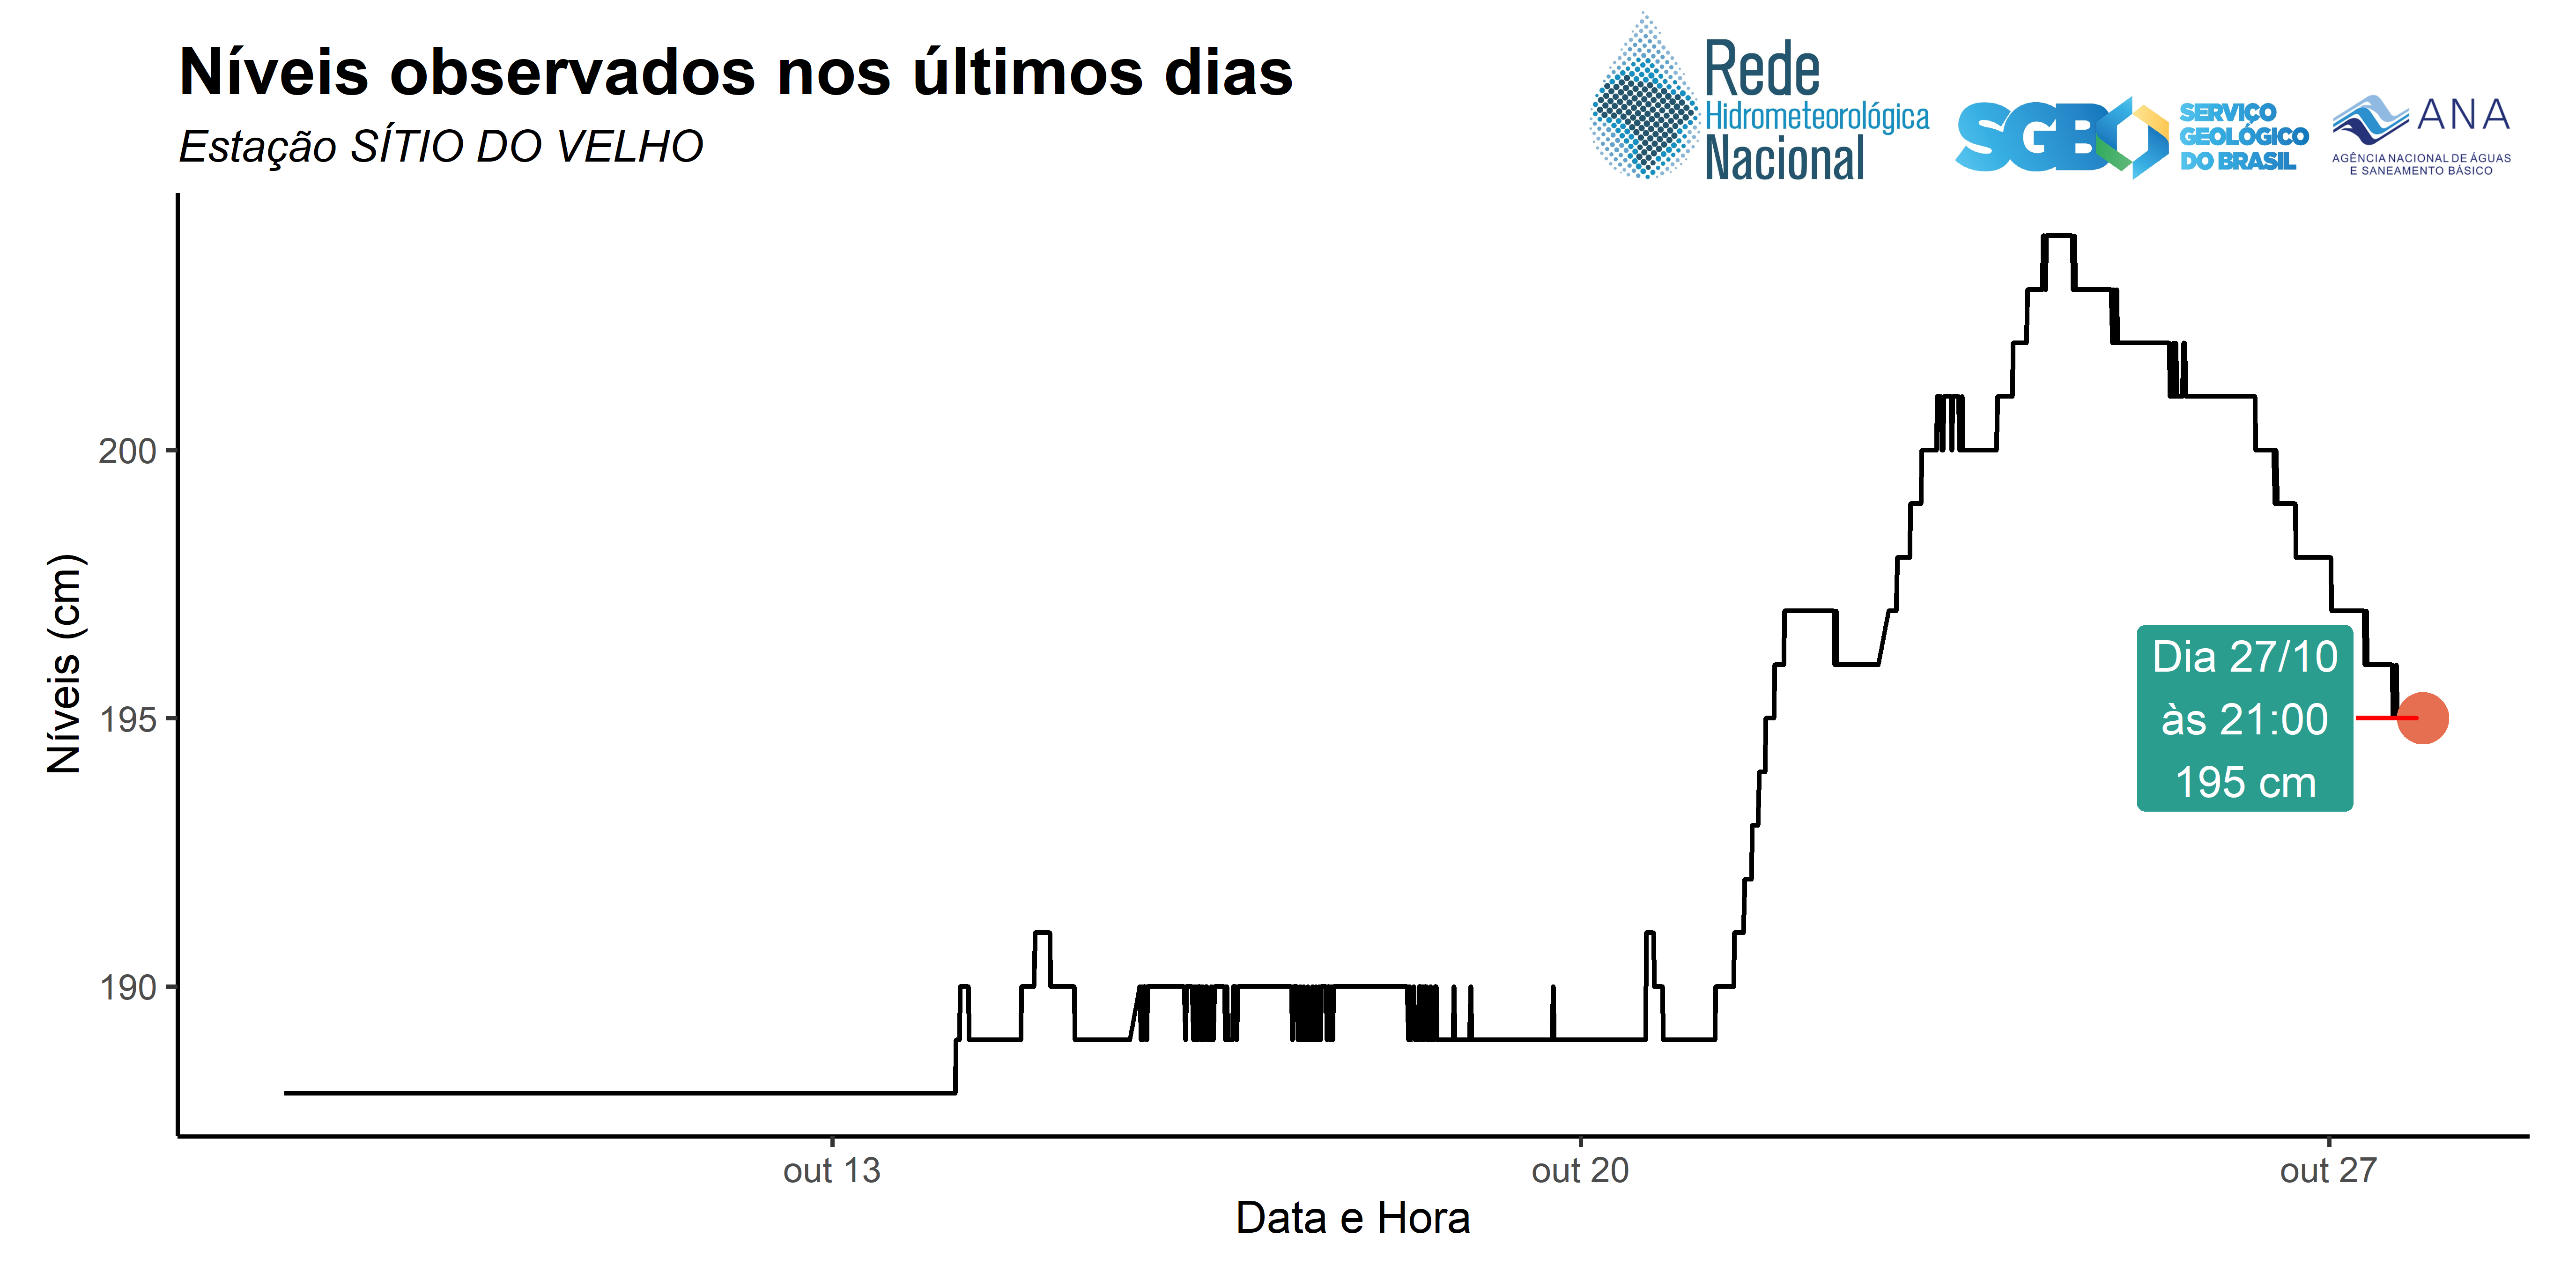 Níveis observados nos últimos dias
Estação SÍTIO DO VELHO
Rede
Hidrometeorológica
Nacional
SGB
SERVIÇO
GEOLÓGICO
DO BRASIL
ANA
AGÊNCIA NACIONAL DE ÁGUAS
E SANEAMENTO BÁSICO
Níveis (cm)
200
195
190
Dia 27/10
às 21:00
195 cm
out 13
out 20
out 27
Data e Hora